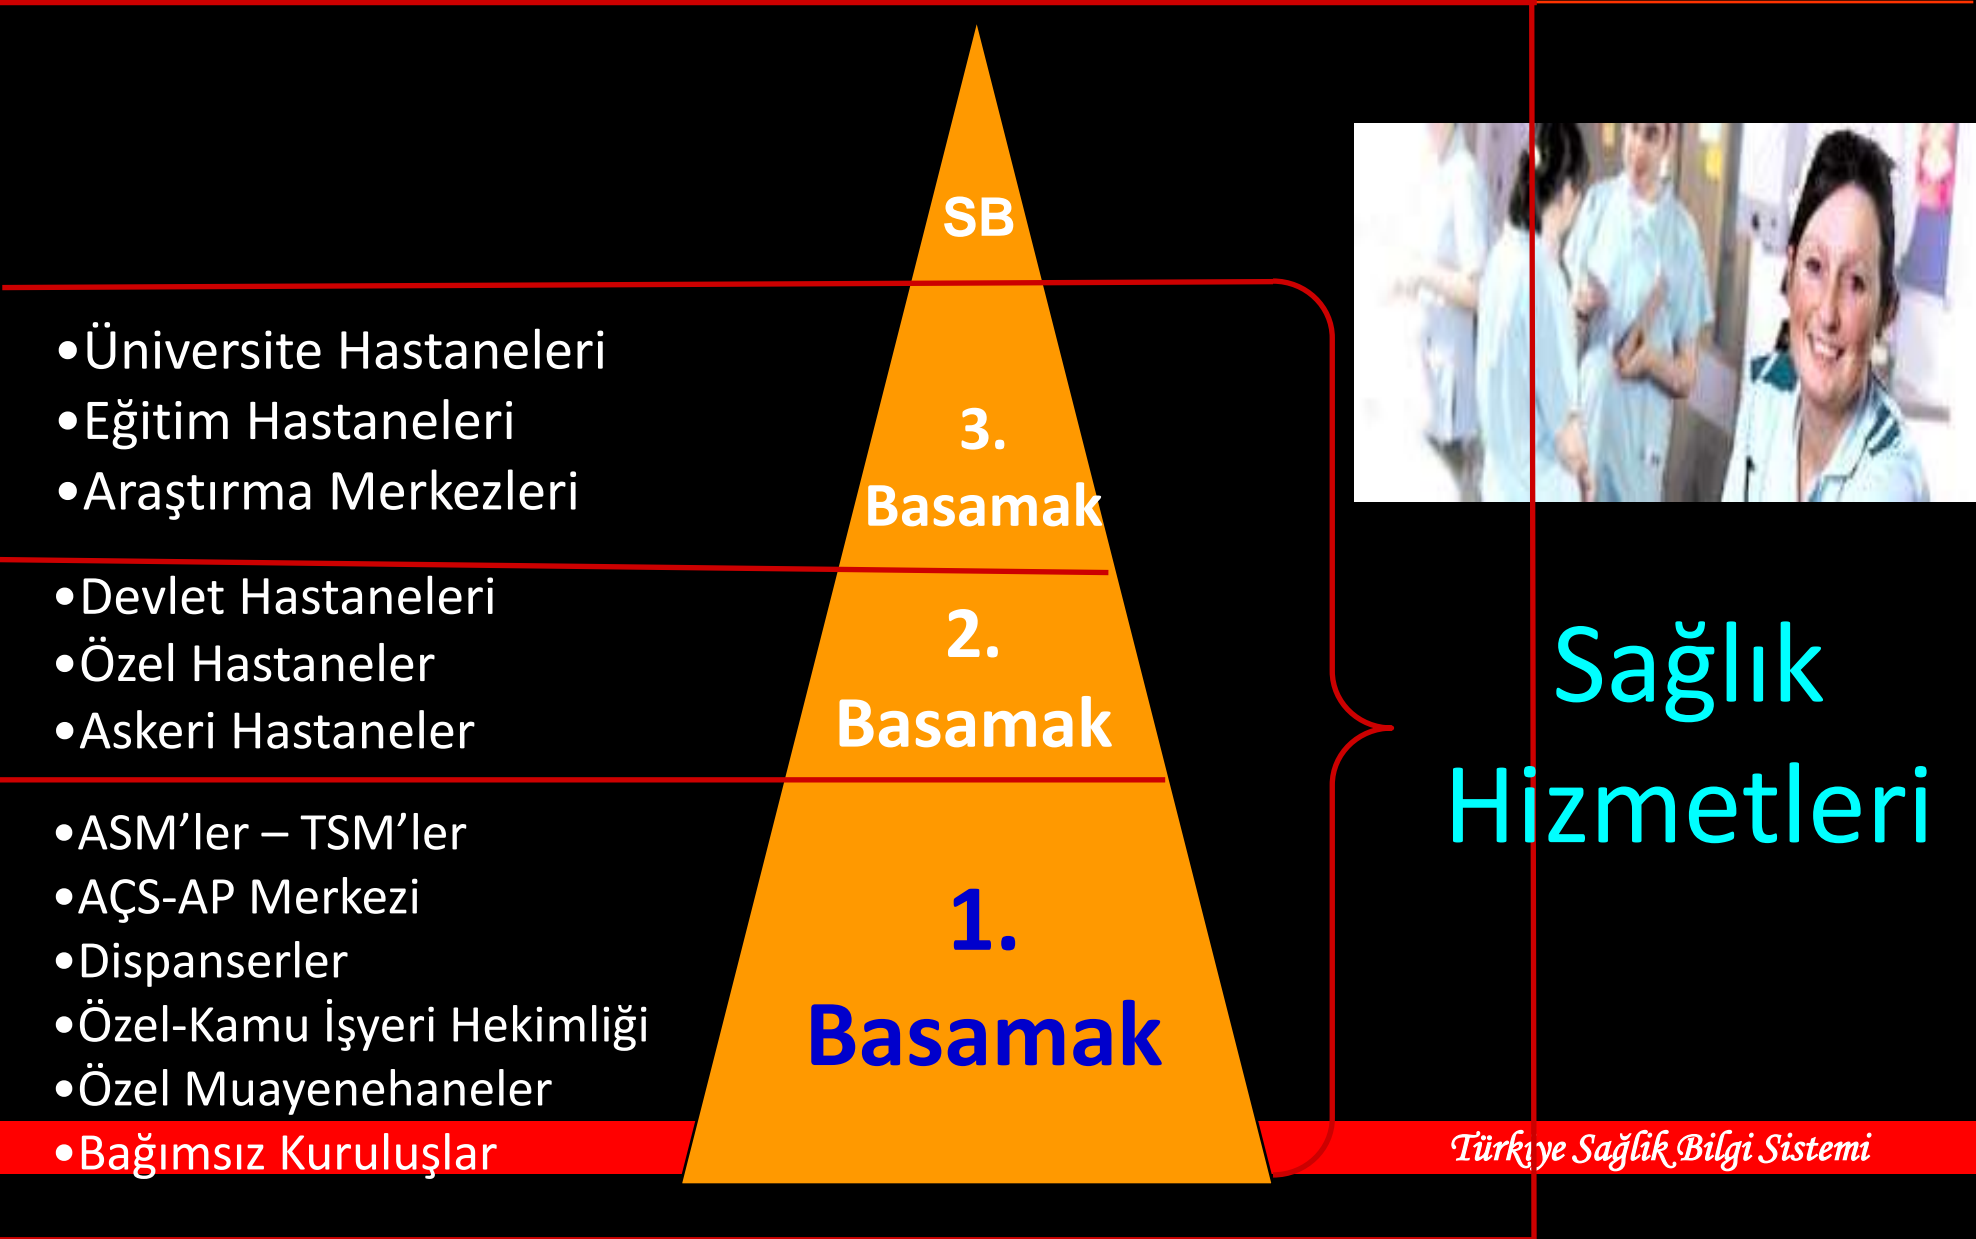 SB
•Üniversite Hastaneleri
•Eğitim Hastaneleri
•Araştırma Merkezleri
3.
Basamak
•Devlet Hastaneleri
•Özel Hastaneler
•Askeri Hastaneler
2.
Basamak
•ASM’ler – TSM’ler
•AÇS-AP Merkezi
•Dispanserler
•Özel-Kamu İşyeri Hekimliği
•Özel Muayenehaneler
•Bağımsız Kuruluşlar
1.
Basamak
Sağlık
Hizmetleri
Türkiye Sağlik Bilgi Sistemi